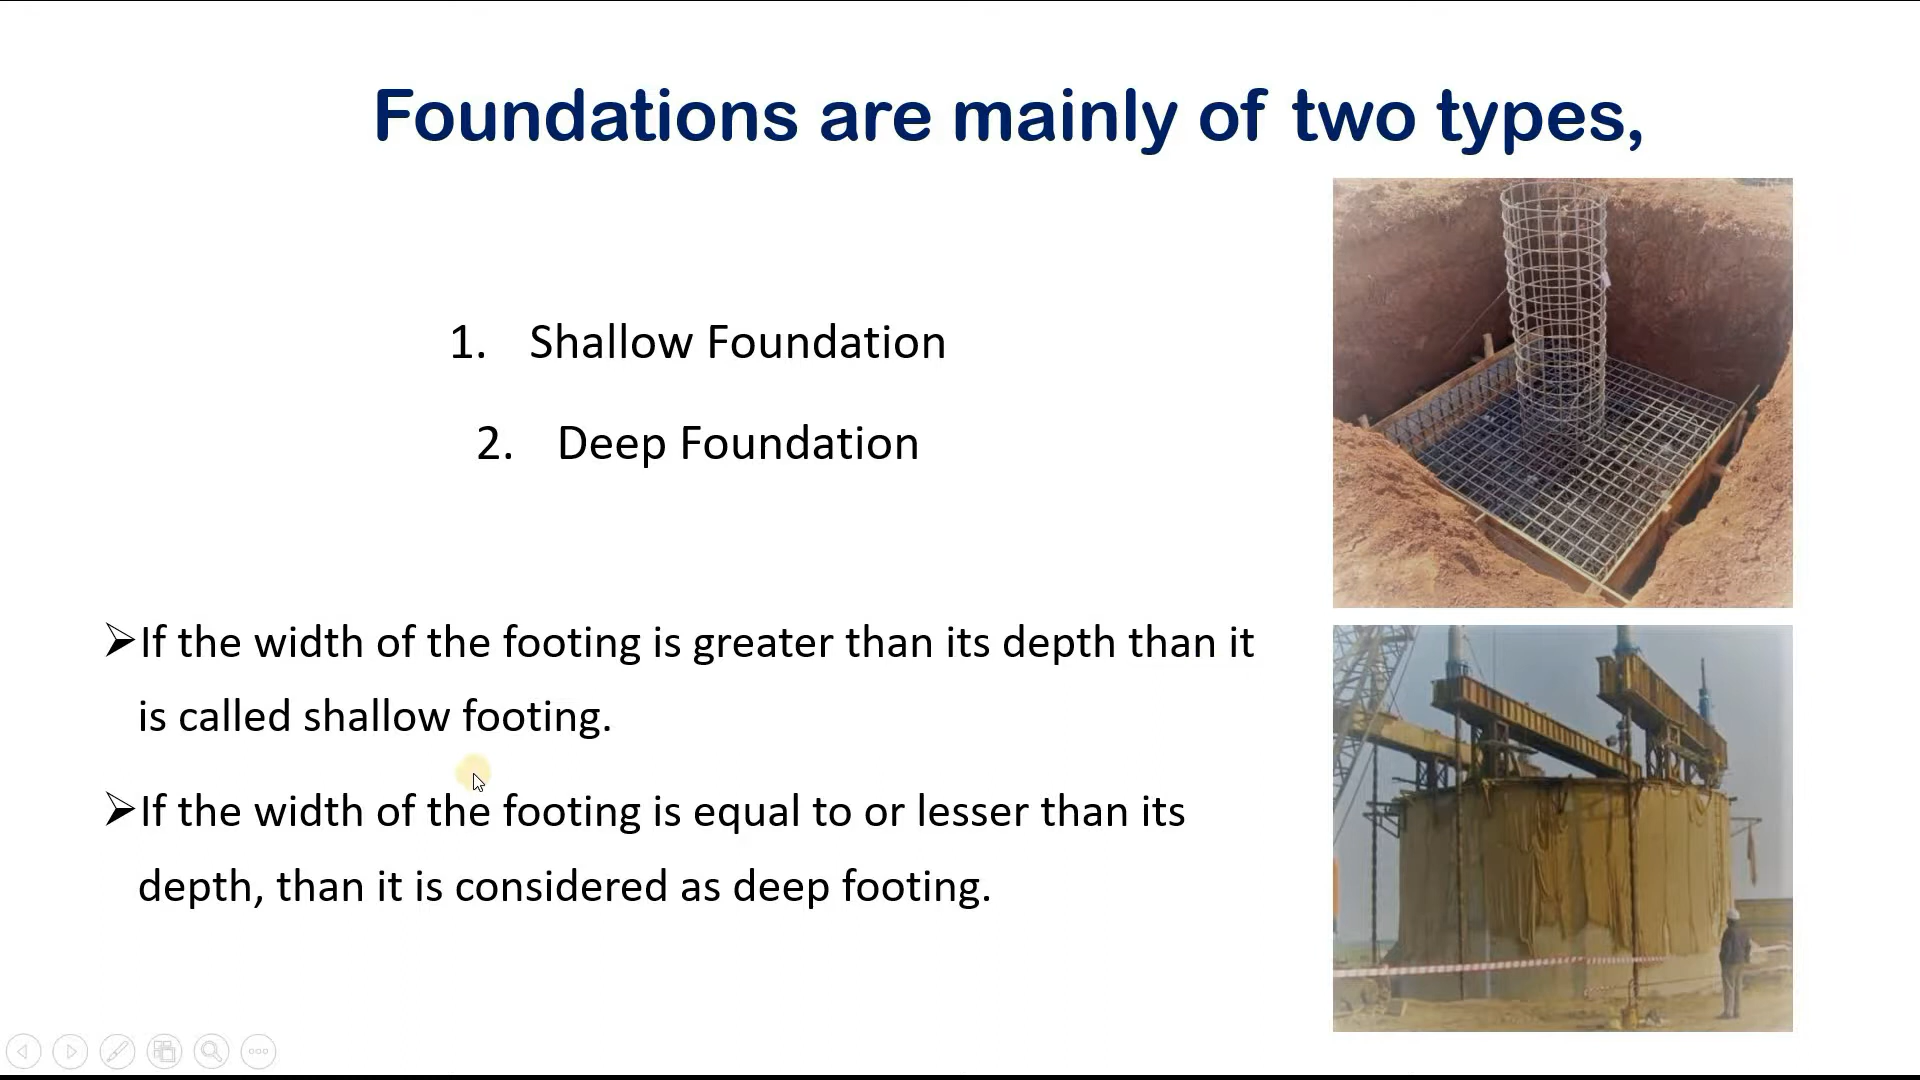 Foundations are mainly of two types,
1. Shallow Foundation
2. Deep Foundation
➢If the width of the footing is greater than its depth than it
is called shallow footing.
➢If the width of the footing is equal to or lesser than its
depth, than it is considered as deep footing.